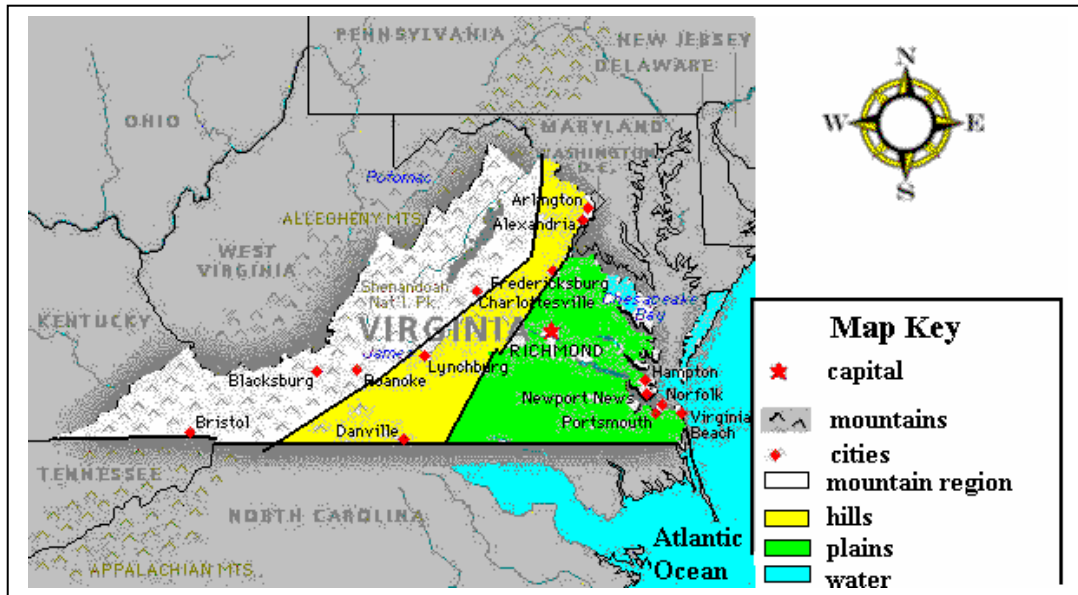 PENNSYLVANIA
NEW JERSEY
DELAWARE
OHIO
MARYLAND
WASHINGTON
D.C.
Potomac
Arlington
Alexandria
ALLEGHENY MTS.
WEST
VIRGINIA
Shenandoah
Nat'l. Pk.
Fredericksburg
Charlottesville
Chesapeake
Bay
KENTUCKY
VIRGINIA
RICHMOND
James
Lynchburg
Blacksburg
Roanoke
Hampton
Newport News
Norfolk
Portsmouth
Virginia
Beach
Bristol
Danville
TENNESSEE
NORTH CAROLINA
APPALACHIAN MTS.
Atlantic
Ocean
N
W
E
S
Map Key
capital
mountains
cities
mountain region
hills
plains
water